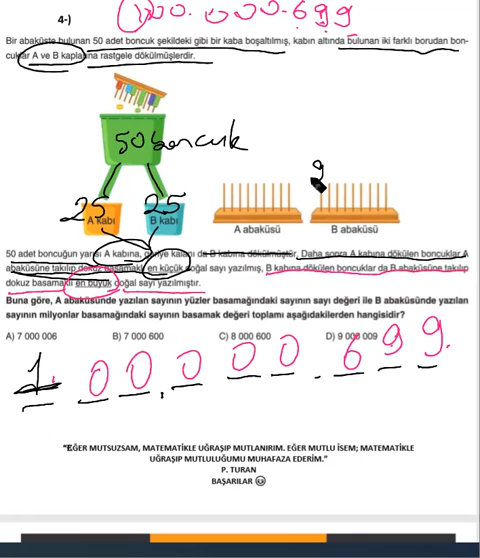 4-)
100.000.699
Bir abaküste bulunan 50 adet boncuk şekildeki gibi bir kaba boşaltılmış, kabın altında bulunan iki farklı borudan bon-
cuklar A ve B kaplarına rastgele dökülmüşlerdir.
50 boncuk
25 25
A kabı B kabı
9
A abaküsü B abaküsü
50 adet boncuğun yarısı A kabına, geriye kalanı da B kabına dökülmüştür. Daha sonra A kabına dökülen boncuklar A
abaküsüne takılıp dokuz basamaklı en küçük doğal sayı yazılmış, B kabına dökülen boncuklar da B abaküsüne takılıp
dokuz basamaklı en büyük doğal sayı yazılmıştır.
Buna göre, A abaküsünde yazılan sayının yüzler basamağındaki sayının sayı değeri ile B abaküsünde yazılan
sayının milyonlar basamağındaki sayının basamak değeri toplamı aşağıdakilerden hangisidir?
A) 7 000 006 B) 7 000 600 C) 8 000 600 D) 9 000 009
1.00.000.699.
“EĞER MUTSUZSAM, MATEMATİKLE UĞRAŞIP MUTLANIRIM. EĞER MUTLU İSEM; MATEMATİKLE
UĞRAŞIP MUTLULUĞUMU MUHAFAZA EDERİM.”
P. TURAN
BAŞARILAR